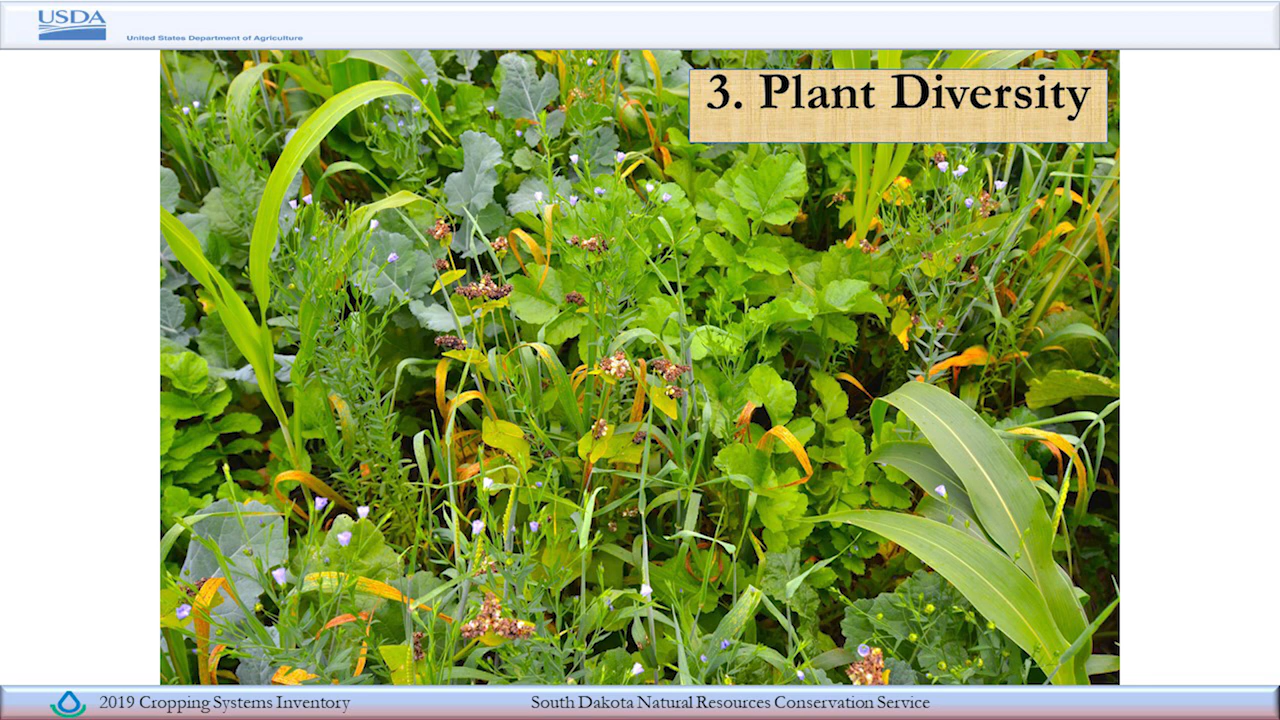 USDA
United States Department of Agriculture
3. Plant Diversity
2019 Cropping Systems Inventory
South Dakota Natural Resources Conservation Service